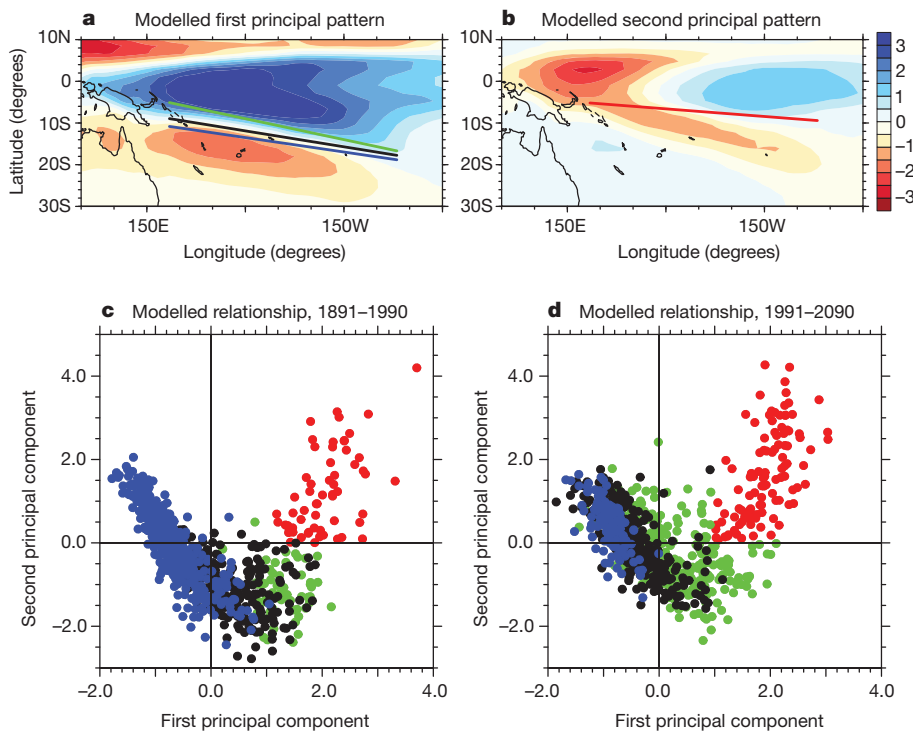 a Modelled first principal pattern
b Modelled second principal pattern
10N
0
10S
20S
30S
Latitude (degrees)
150E
150W
Longitude (degrees)
10N
0
10S
20S
30S
150E
150W
Longitude (degrees)
3
2
1
0
−1
−2
−3
c Modelled relationship, 1891–1990
d Modelled relationship, 1991–2090
4.0
2.0
0.0
−2.0
Second principal component
−2.0
0.0
2.0
4.0
First principal component
4.0
2.0
0.0
−2.0
Second principal component
−2.0
0.0
2.0
4.0
First principal component